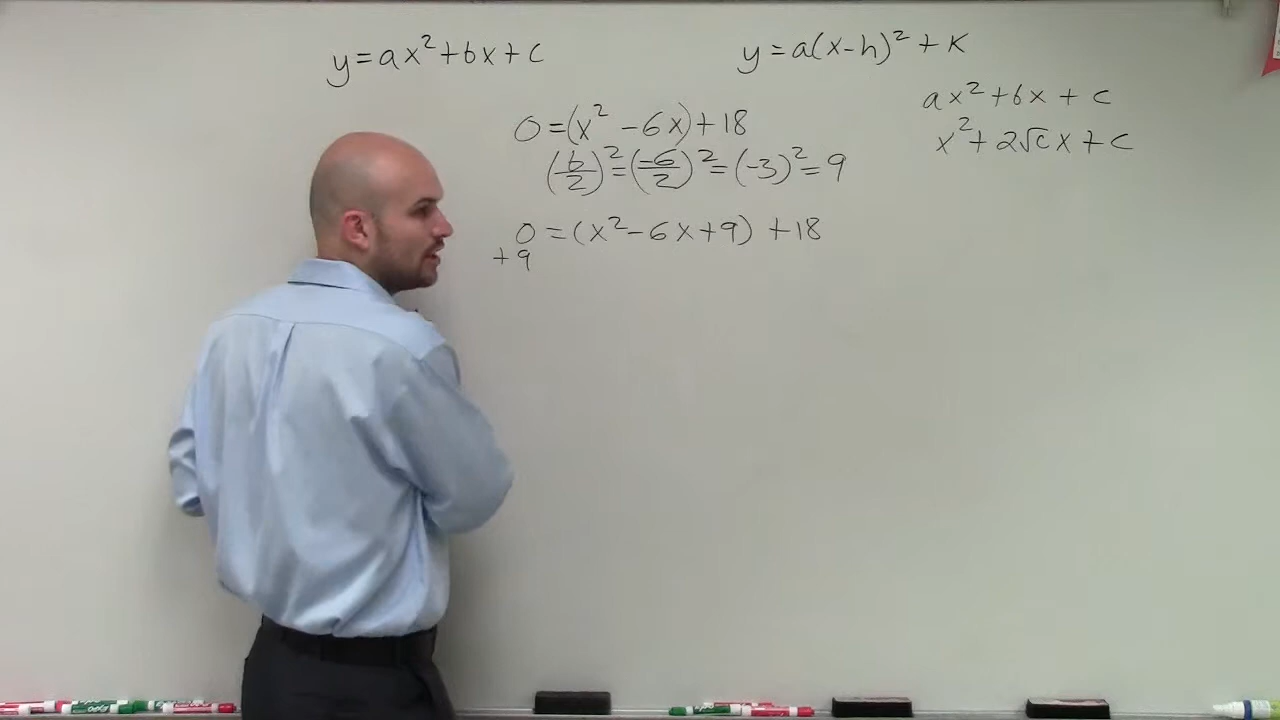 y=ax²+bx+c
y=a(x-h)²+k
ax²+bx+c
0=(x²-6x)+18
x²+2√c x+c
(b/2)²=(-6/2)²=(-3)²=9
0=(x²-6x+9)+18
+9